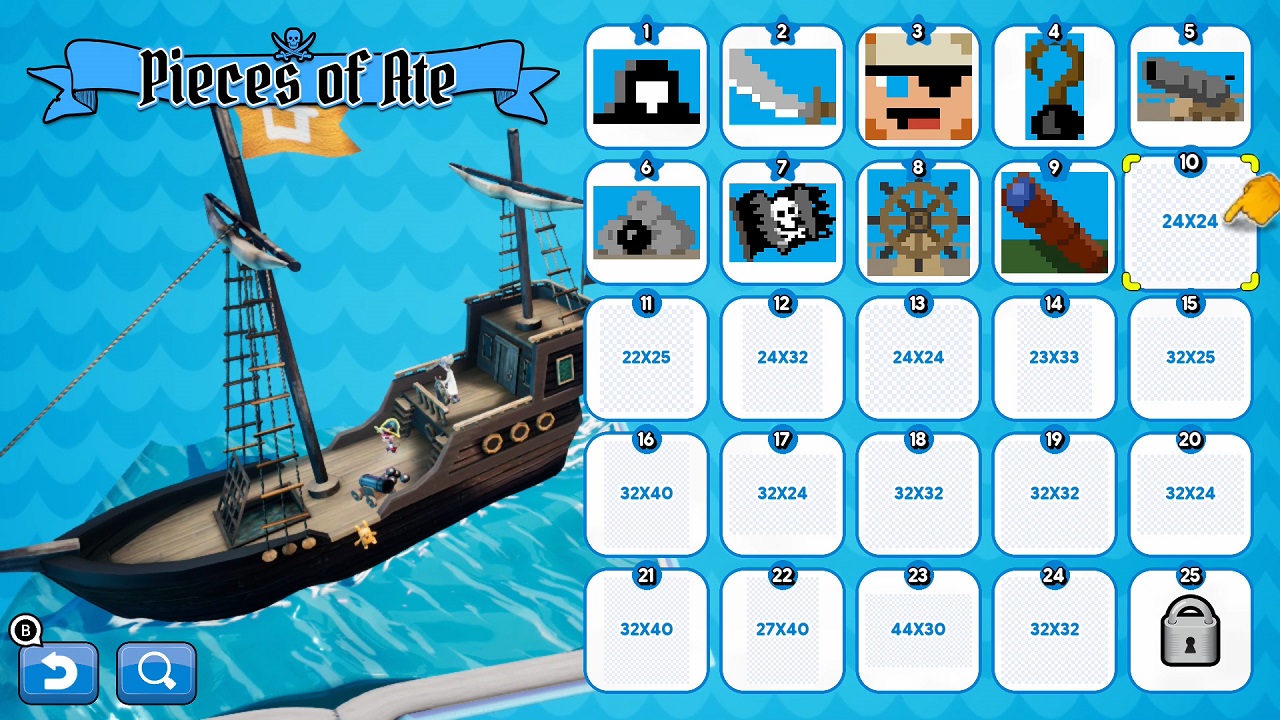 Pieces of Ate
1 2 3 4 5
6 7 8 9 10
24X24
11 12 13 14 15
22X25 24X32 24X24 23X33 32X25
16 17 18 19 20
32X40 32X24 32X32 32X32 32X24
21 22 23 24 25
32X40 27X40 44X30 32X32
B